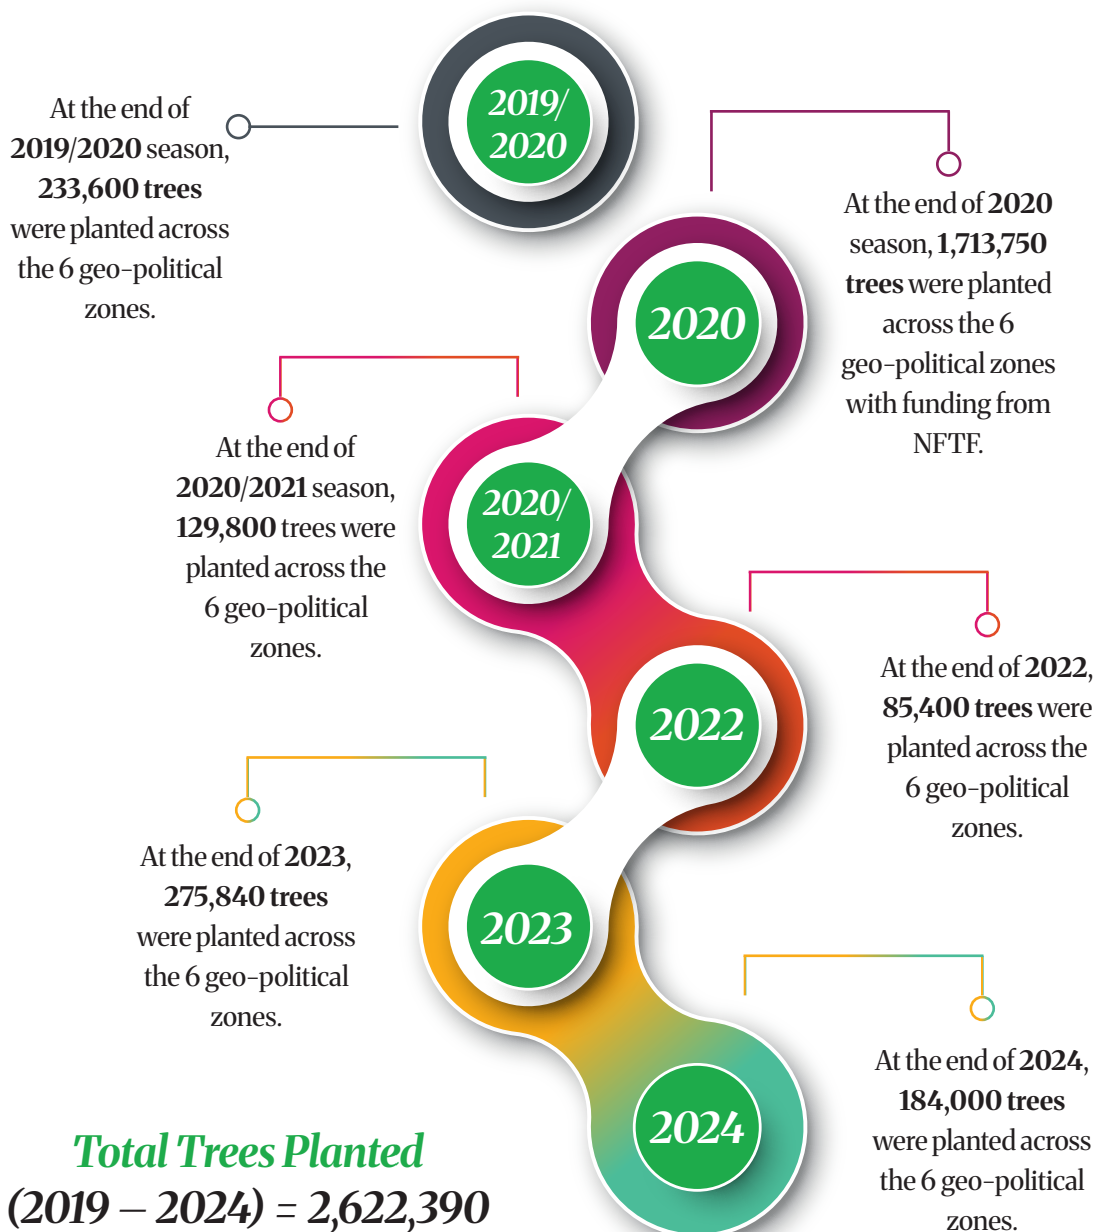 2019/
2020
At the end of
2019/2020 season,
233,600 trees
were planted across
the 6 geo-political
zones.
2020
At the end of 2020
season, 1,713,750
trees were planted
across the 6
geo-political zones
with funding from
NFTF.
2020/
2021
At the end of
2020/2021 season,
129,800 trees were
planted across the
6 geo-political
zones.
2022
At the end of 2022,
85,400 trees were
planted across the
6 geo-political
zones.
2023
At the end of 2023,
275,840 trees
were planted across
the 6 geo-political
zones.
2024
At the end of 2024,
184,000 trees
were planted across
the 6 geo-political
zones.
Total Trees Planted
(2019 – 2024) = 2,622,390